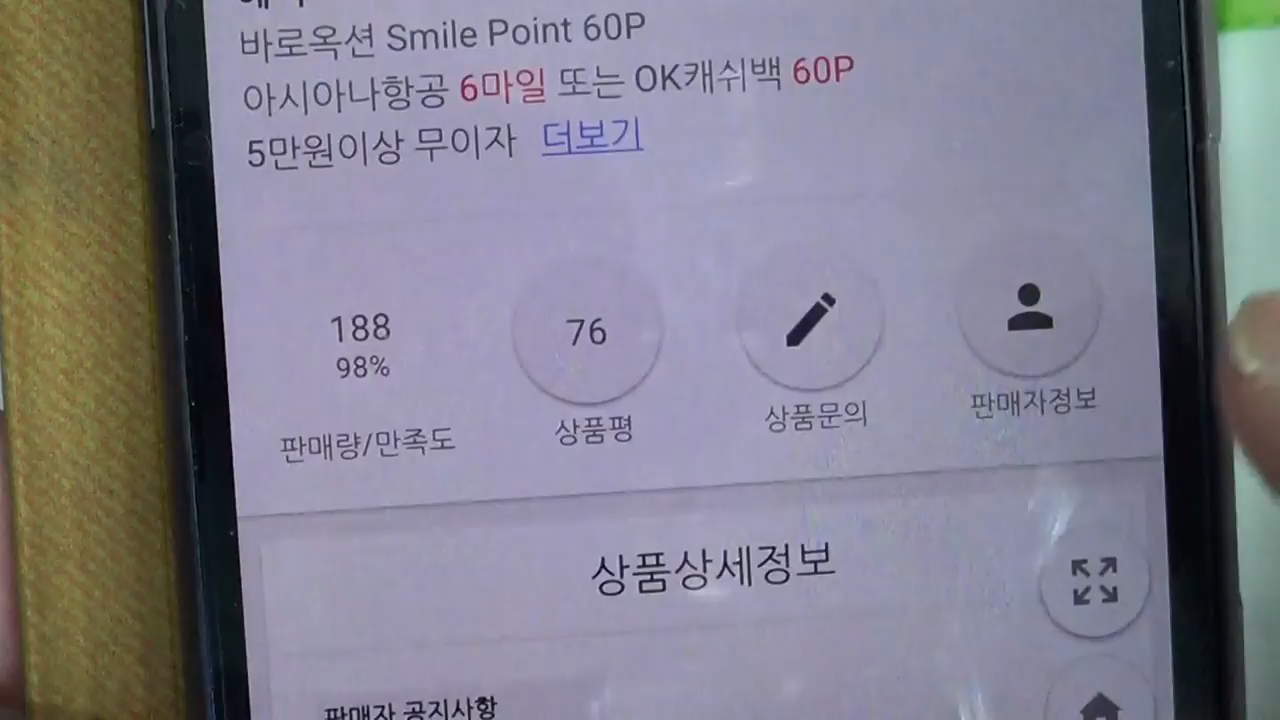 바로옥션 Smile Point 60P
아시아나항공 6마일 또는 OK캐쉬백 60P
5만원이상 무이자 더보기
188
98%
판매량/만족도
76
상품평
상품문의
판매자정보
상품상세정보
판매자 공지사항